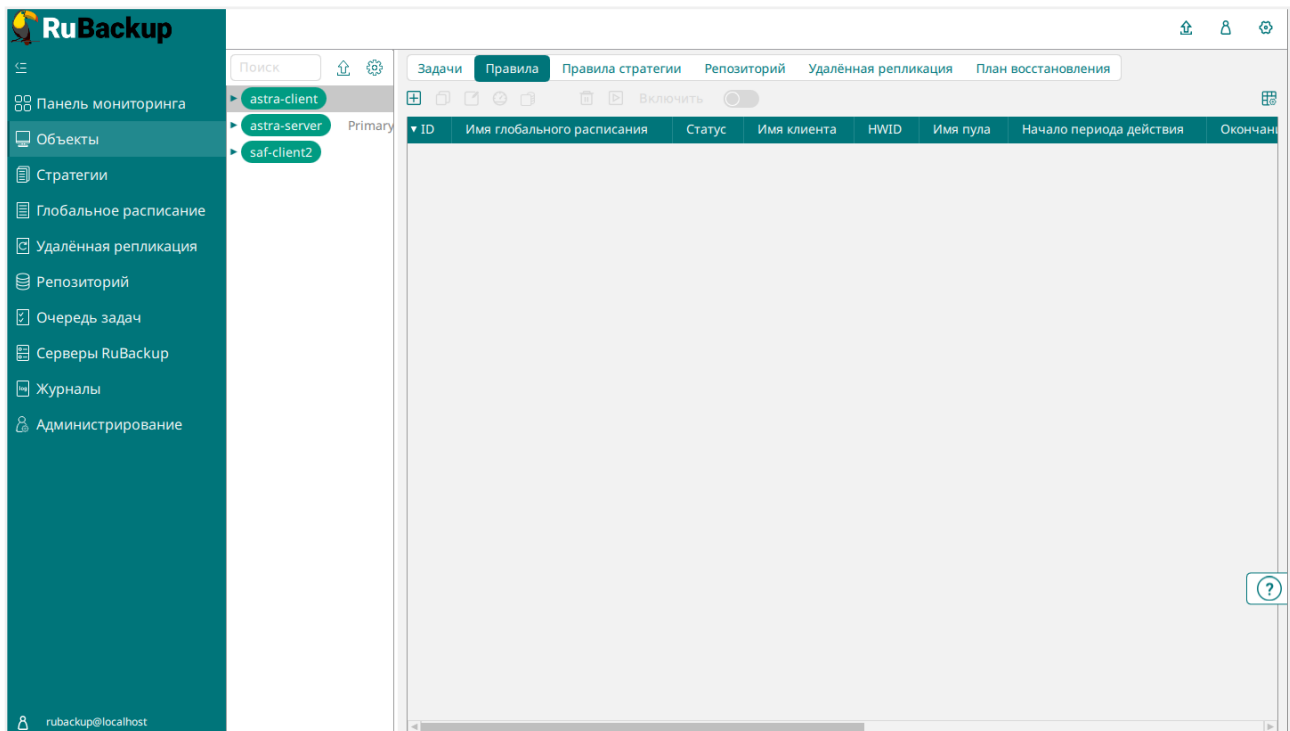 RuBackup
Поиск
Задачи Правила Правила стратегии Репозиторий Удалённая репликация План восстановления
Панель мониторинга
Объекты
Стратегии
Глобальное расписание
Удалённая репликация
Репозиторий
Очередь задач
Серверы RuBackup
Журналы
Администрирование
rubackup@localhost
astra-client
astra-server Primary
saf-client2
Включить
ID Имя глобального расписания Статус Имя клиента HWID Имя пула Начало периода действия Окончани
?